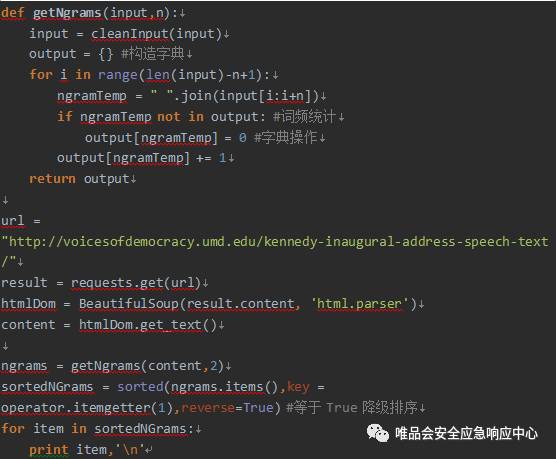 def getNgrams(input,n):
input = cleanInput(input)
output = {} #构造字典
for i in range(len(input)-n+1):
ngramTemp = " ".join(input[i:i+n])
if ngramTemp not in output: #词频统计
output[ngramTemp] = 0 #字典操作
output[ngramTemp] += 1
return output
url =
"http://voicesofdemocracy.umd.edu/kennedy-inaugural-address-speech-text
/"
result = requests.get(url)
htmlDom = BeautifulSoup(result.content, 'html.parser')
content = htmlDom.get_text()
ngrams = getNgrams(content,2)
sortedNGrams = sorted(ngrams.items(),key =
operator.itemgetter(1),reverse=True) #等于 True 降级排序
for item in sortedNGrams:
print item,'\n'
唯品会安全应急响应中心